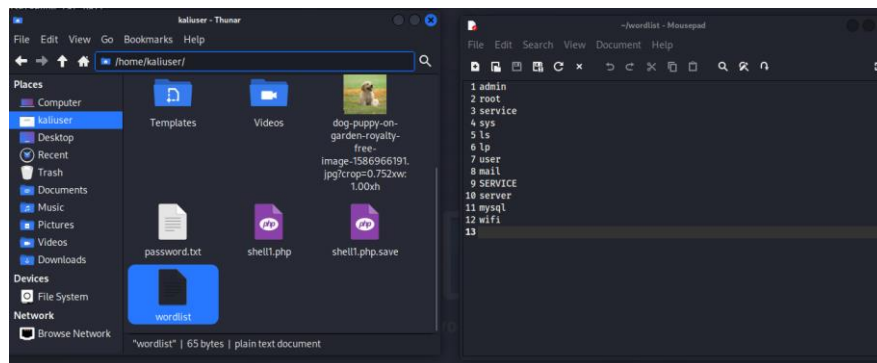 kaliuser - Thunar
File Edit View Go Bookmarks Help
/home/kaliuser/
Places
Computer
kaliuser
Desktop
Recent
Trash
Documents
Music
Pictures
Videos
Downloads
Devices
File System
Network
Browse Network
Templates
Videos
dog-puppy-on-
garden-royalty-
free-
image-1586966191.
jpg?crop=0.752xw:
1.00xh
password.txt
php
shell1.php
php
shell1.php.save
wordlist
"wordlist" | 65 bytes | plain text document
~/wordlist - Mousepad
File Edit Search View Document Help
1 admin
2 root
3 service
4 sys
5 ls
6 lp
7 user
8 mail
9 SERVICE
10 server
11 mysql
12 wifi
13